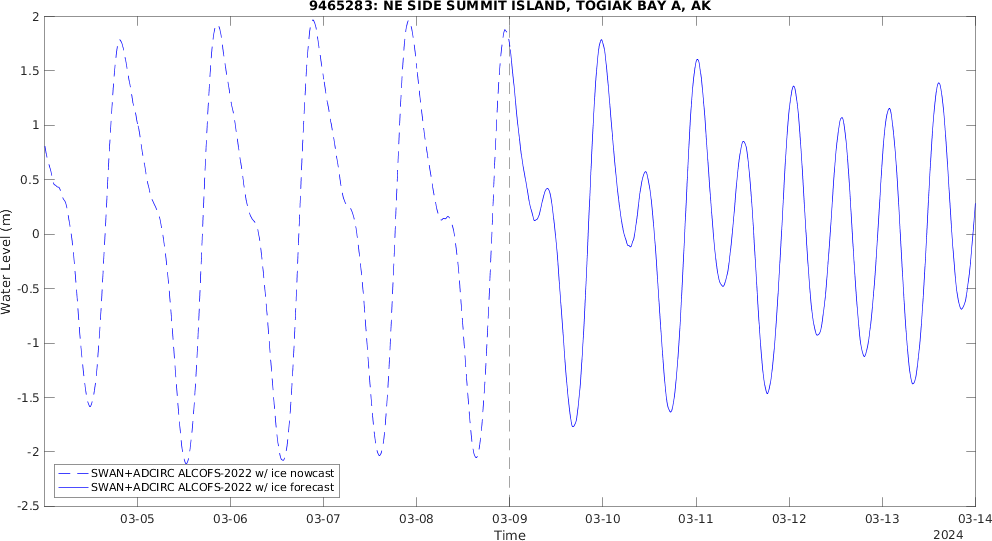 9465283: NE SIDE SUMMIT ISLAND, TOGIAK BAY A, AK
2
1.5
1
0.5
0
-0.5
-1
-1.5
-2
-2.5
Water Level (m)
SWAN+ADCIRC ALCOFS-2022 w/ ice nowcast
SWAN+ADCIRC ALCOFS-2022 w/ ice forecast
03-05 03-06 03-07 03-08 03-09 03-10 03-11 03-12 03-13 03-14
Time
2024